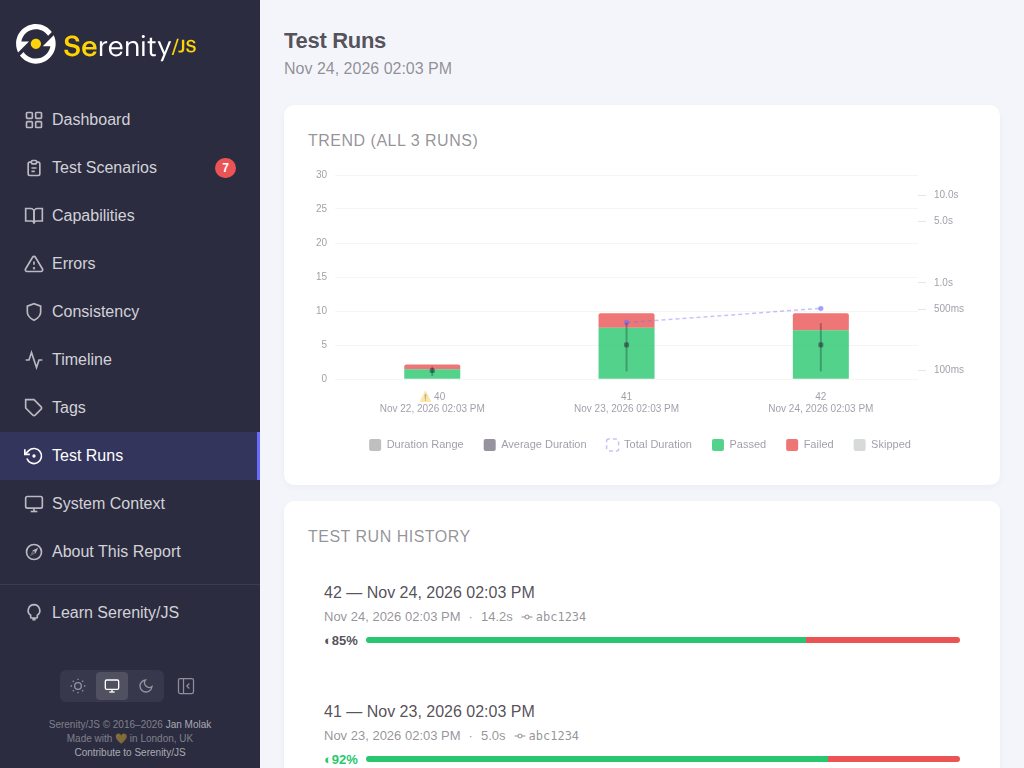 Serenity/JS
Dashboard
Test Scenarios 7
Capabilities
Errors
Consistency
Timeline
Tags
Test Runs
System Context
About This Report
Learn Serenity/JS
Serenity/JS © 2016–2026 Jan Molak
Made with 💛 in London, UK
Contribute to Serenity/JS
Test Runs
Nov 24, 2026 02:03 PM
TREND (ALL 3 RUNS)
30
25
20
15
10
5
0
10.0s
5.0s
1.0s
500ms
100ms
⚠️ 40
Nov 22, 2026 02:03 PM
41
Nov 23, 2026 02:03 PM
42
Nov 24, 2026 02:03 PM
Duration Range Average Duration Total Duration Passed Failed Skipped
TEST RUN HISTORY
42 — Nov 24, 2026 02:03 PM
Nov 24, 2026 02:03 PM · 14.2s abc1234
85%
41 — Nov 23, 2026 02:03 PM
Nov 23, 2026 02:03 PM · 5.0s abc1234
92%